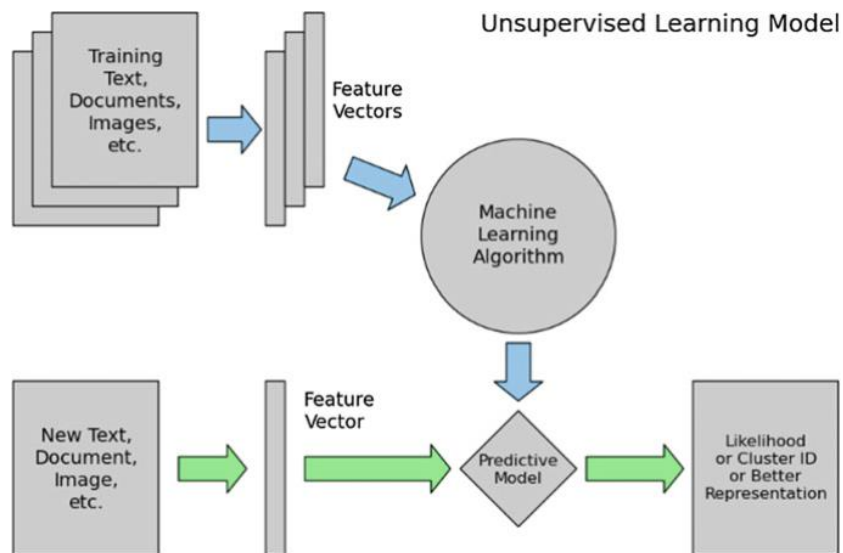 Unsupervised Learning Model
Training
Text,
Documents,
Images,
etc.
Feature
Vectors
Machine
Learning
Algorithm
New Text,
Document,
Image,
etc.
Feature
Vector
Predictive
Model
Likelihood
or Cluster ID
or Better
Representation